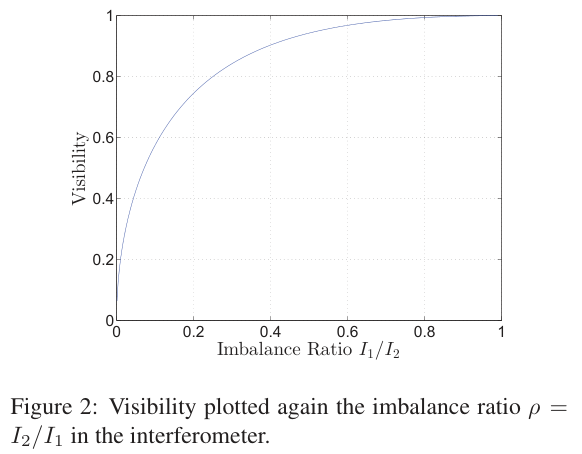 1
0.8
0.6
0.4
0.2
0
Visibility
0 0.2 0.4 0.6 0.8 1
Imbalance Ratio I₁/I₂
Figure 2: Visibility plotted again the imbalance ratio ρ =
I₂/I₁ in the interferometer.